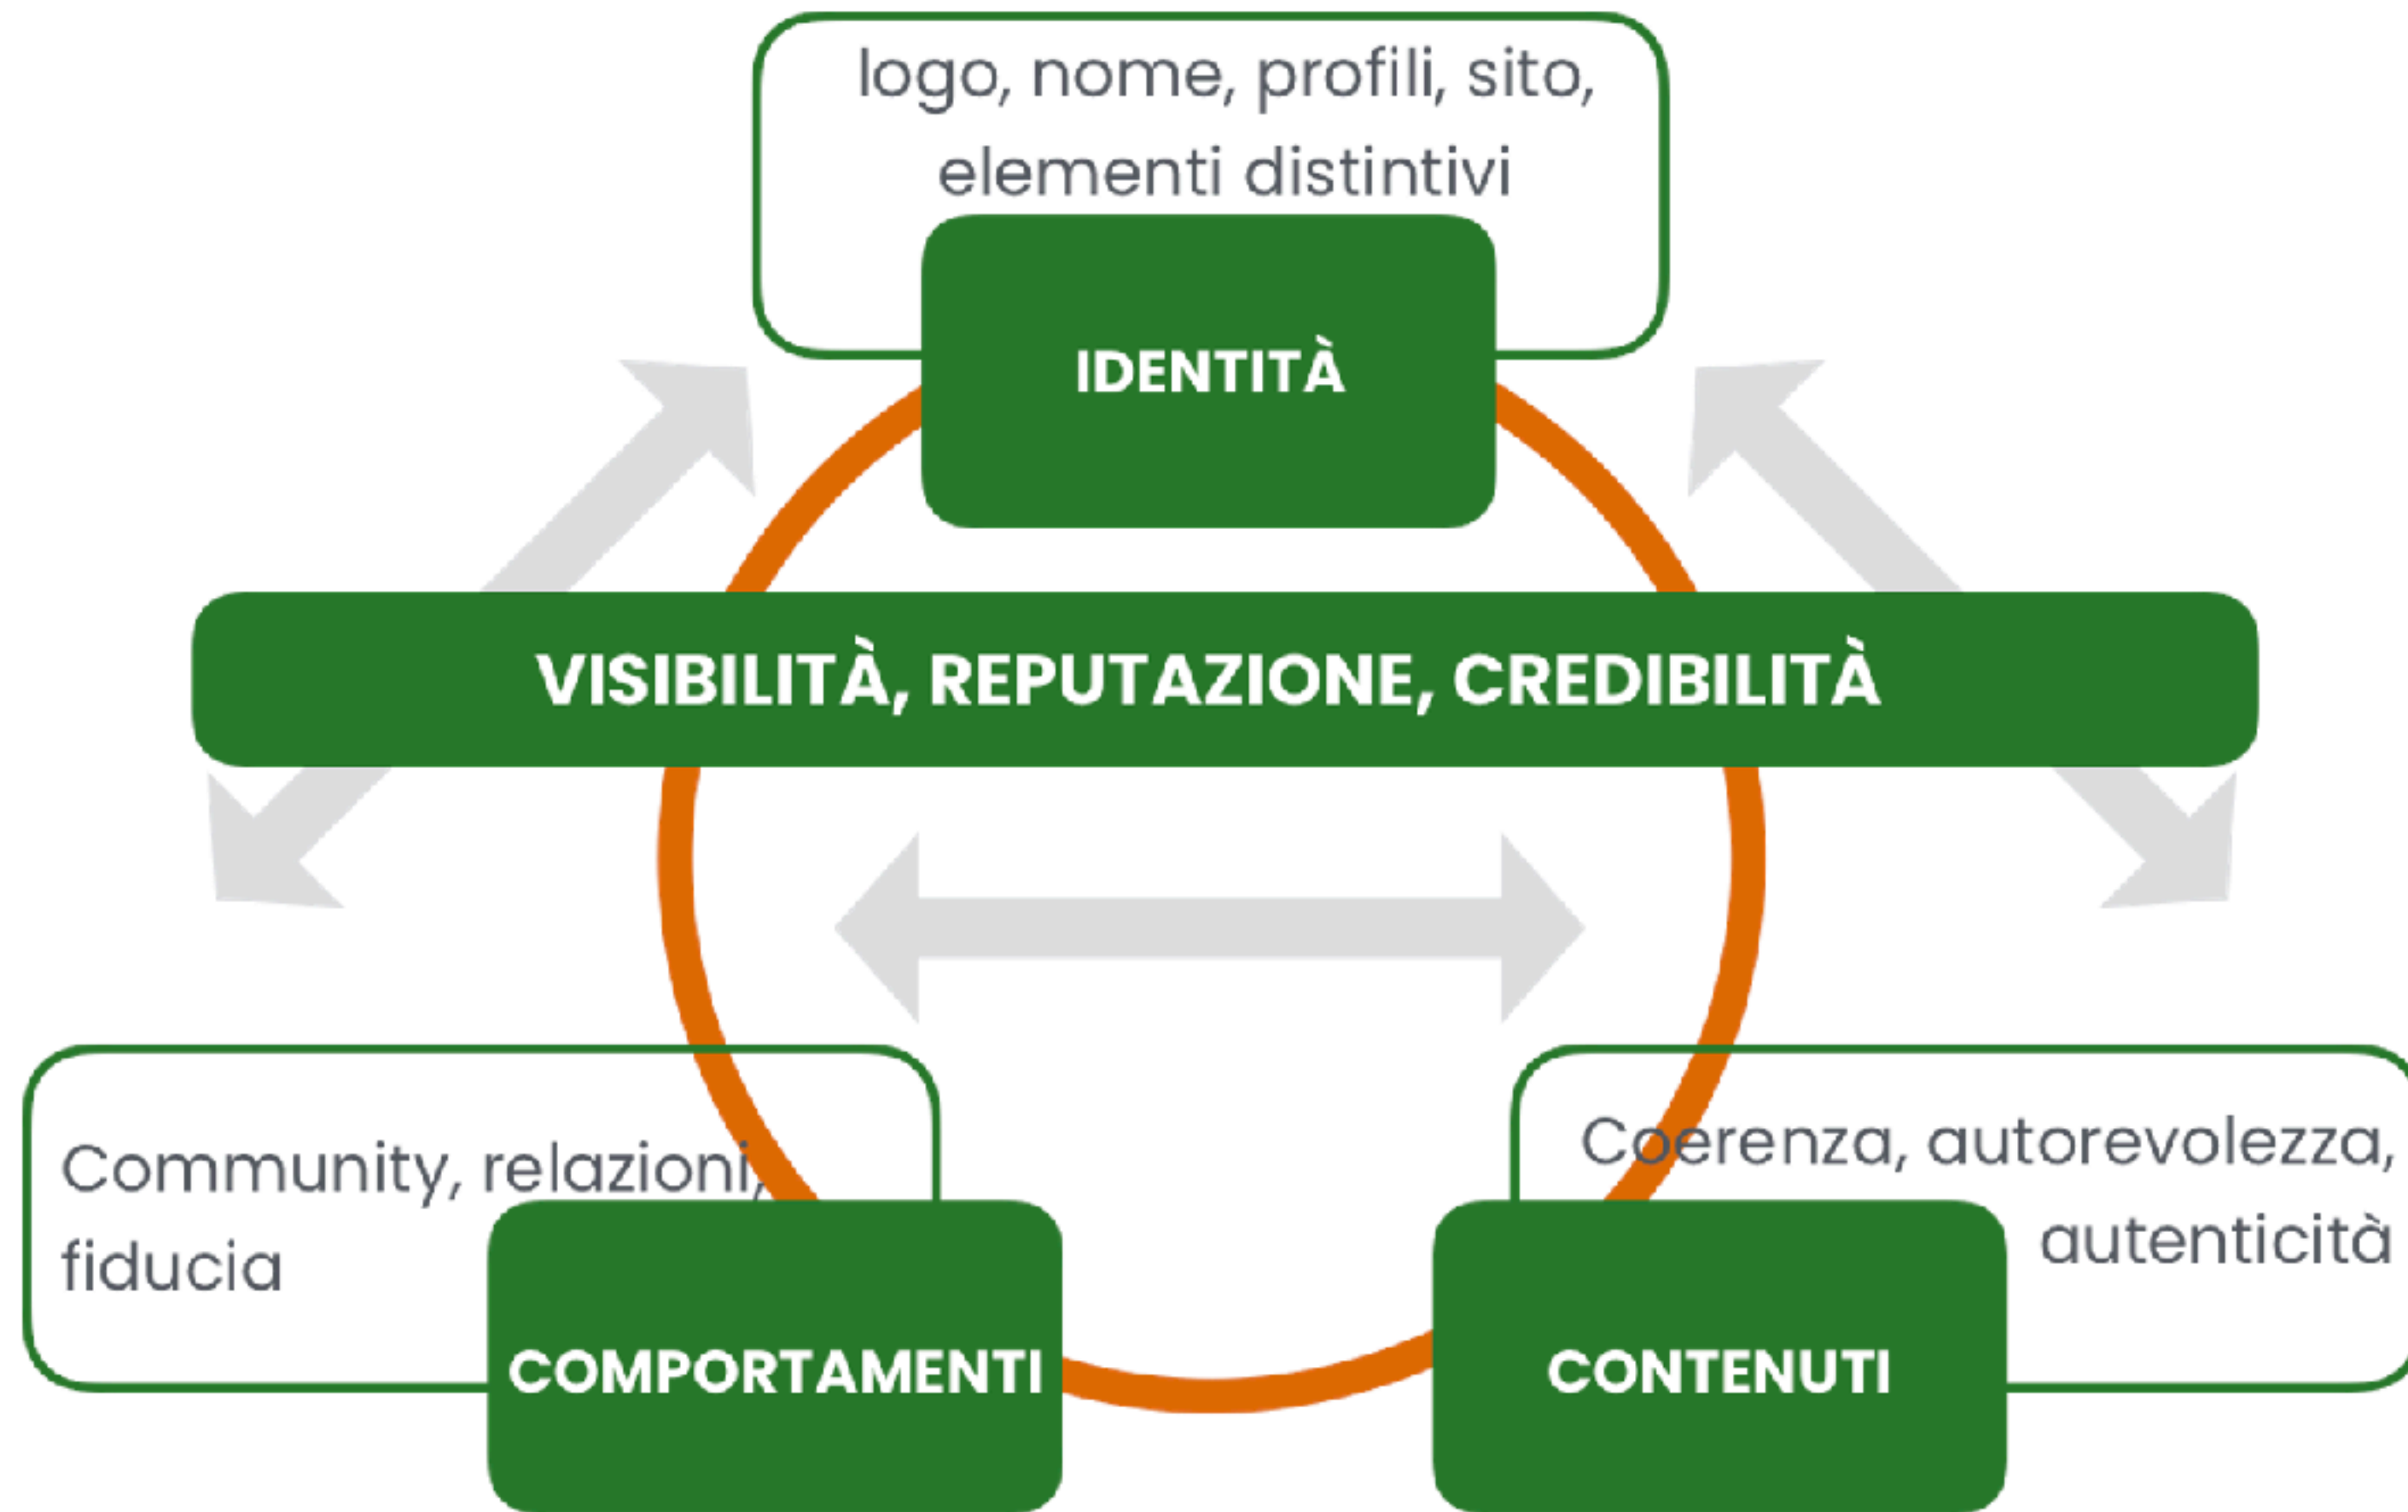 logo, nome, profili, sito,
elementi distintivi
IDENTITÀ
VISIBILITÀ, REPUTAZIONE, CREDIBILITÀ
Community, relazioni,
fiducia
COMPORTAMENTI
Coerenza, autorevolezza,
autenticità
CONTENUTI